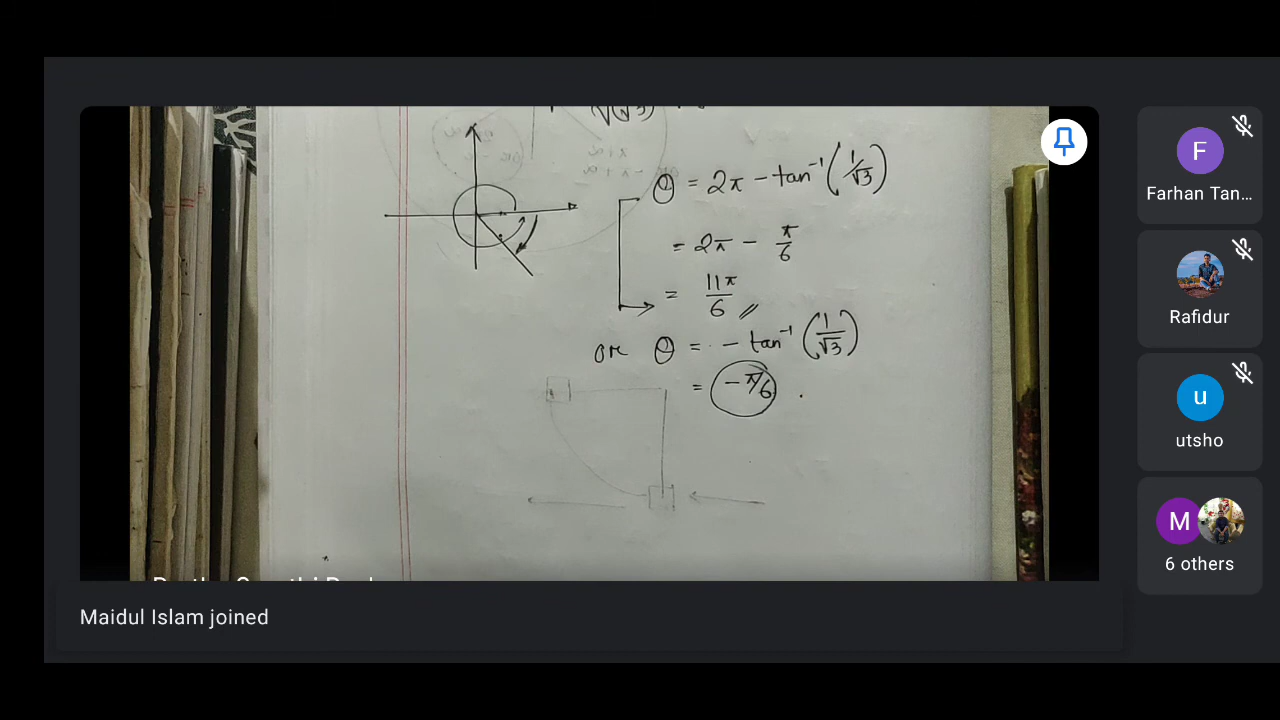 θ = 2π - tan⁻¹(1/√3)
= 2π - π/6
= 11π/6 //
or θ = - tan⁻¹(1/√3)
= -π/6
F
Farhan Tan...
Rafidur
u
utsho
M
6 others
Maidul Islam joined